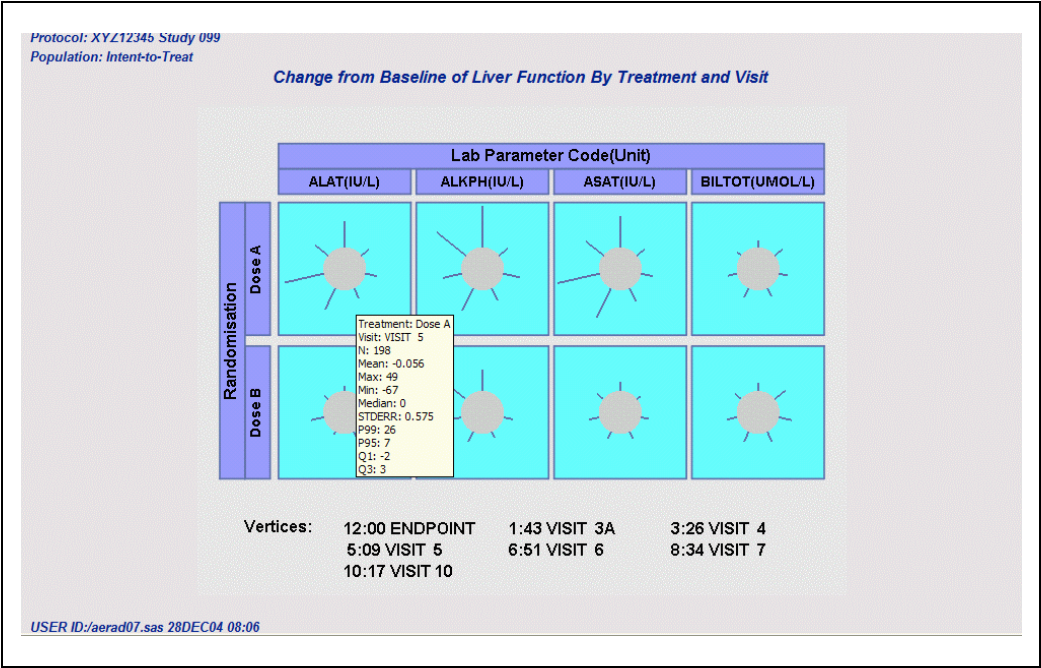 Protocol: XYZ12345 Study 099
Population: Intent-to-Treat
Change from Baseline of Liver Function By Treatment and Visit
Lab Parameter Code(Unit)
ALAT(IU/L) ALKPH(IU/L) ASAT(IU/L) BILTOT(UMOL/L)
Randomisation
Dose A
Treatment: Dose A
Visit: VISIT 5
N: 198
Mean: -0.056
Max: 49
Min: -67
Median: 0
STDERR: 0.575
P99: 26
P95: 7
Q1: -2
Q3: 3
Dose B
Vertices: 12:00 ENDPOINT 1:43 VISIT 3A 3:26 VISIT 4
5:09 VISIT 5 6:51 VISIT 6 8:34 VISIT 7
10:17 VISIT 10
USER ID:/aerad07.sas 28DEC04 08:06